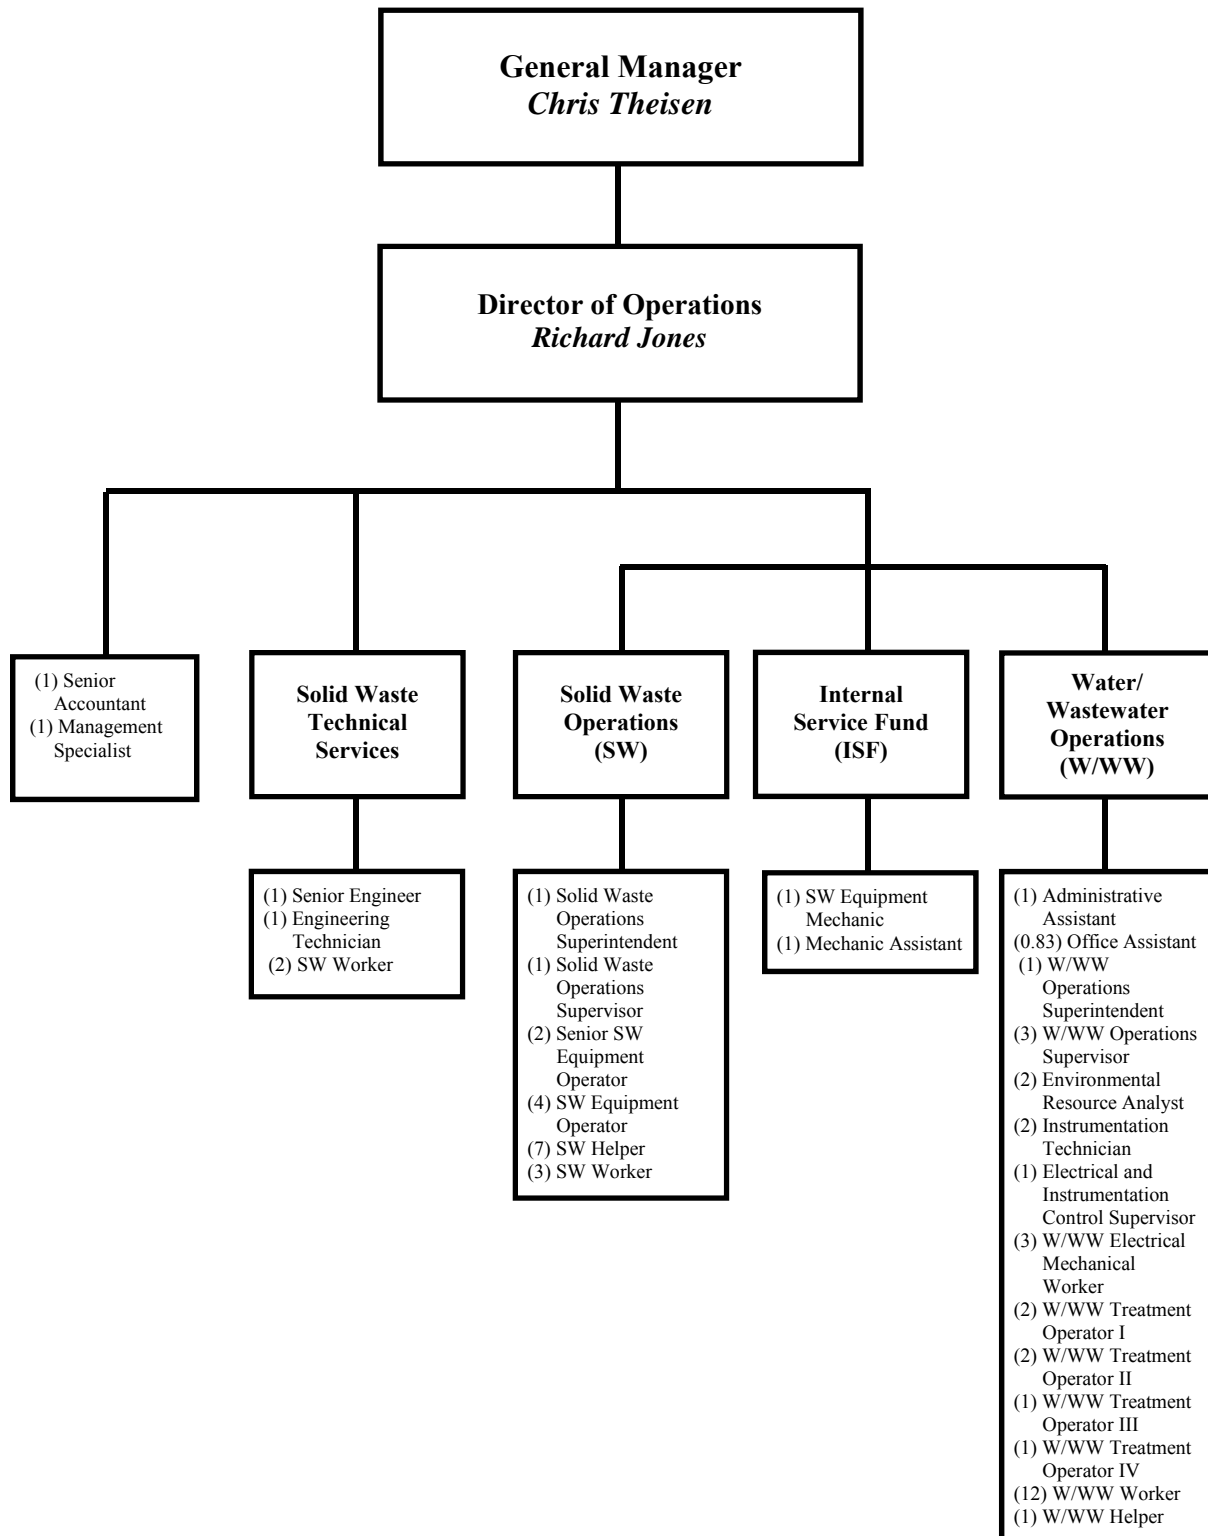 General Manager
Chris Theisen
Director of Operations
Richard Jones
(1) Senior
Accountant
(1) Management
Specialist
Solid Waste
Technical
Services
Solid Waste
Operations
(SW)
Internal
Service Fund
(ISF)
Water/
Wastewater
Operations
(W/WW)
(1) Senior Engineer
(1) Engineering
Technician
(2) SW Worker
(1) Solid Waste
Operations
Superintendent
(1) Solid Waste
Operations
Supervisor
(2) Senior SW
Equipment
Operator
(4) SW Equipment
Operator
(7) SW Helper
(3) SW Worker
(1) SW Equipment
Mechanic
(1) Mechanic Assistant
(1) Administrative
Assistant
(0.83) Office Assistant
(1) W/WW
Operations
Superintendent
(3) W/WW Operations
Supervisor
(2) Environmental
Resource Analyst
(2) Instrumentation
Technician
(1) Electrical and
Instrumentation
Control Supervisor
(3) W/WW Electrical
Mechanical
Worker
(2) W/WW Treatment
Operator I
(2) W/WW Treatment
Operator II
(1) W/WW Treatment
Operator III
(1) W/WW Treatment
Operator IV
(12) W/WW Worker
(1) W/WW Helper